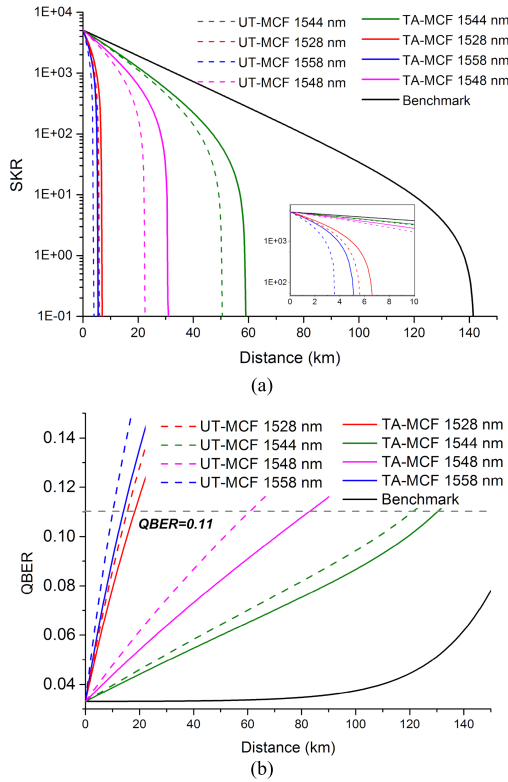 1E+04
1E+03
1E+02
1E+01
1E+00
1E-01
SKR
UT-MCF 1544 nm
UT-MCF 1528 nm
UT-MCF 1558 nm
UT-MCF 1548 nm
TA-MCF 1544 nm
TA-MCF 1528 nm
TA-MCF 1558 nm
TA-MCF 1548 nm
Benchmark
1E+03
1E+02
0 2 4 6 8 10
0 20 40 60 80 100 120 140
Distance (km)
(a)
0.14
0.12
0.10
0.08
0.06
0.04
QBER
UT-MCF 1528 nm
UT-MCF 1544 nm
UT-MCF 1548 nm
UT-MCF 1558 nm
TA-MCF 1528 nm
TA-MCF 1544 nm
TA-MCF 1548 nm
TA-MCF 1558 nm
Benchmark
QBER=0.11
0 20 40 60 80 100 120 140
Distance (km)
(b)